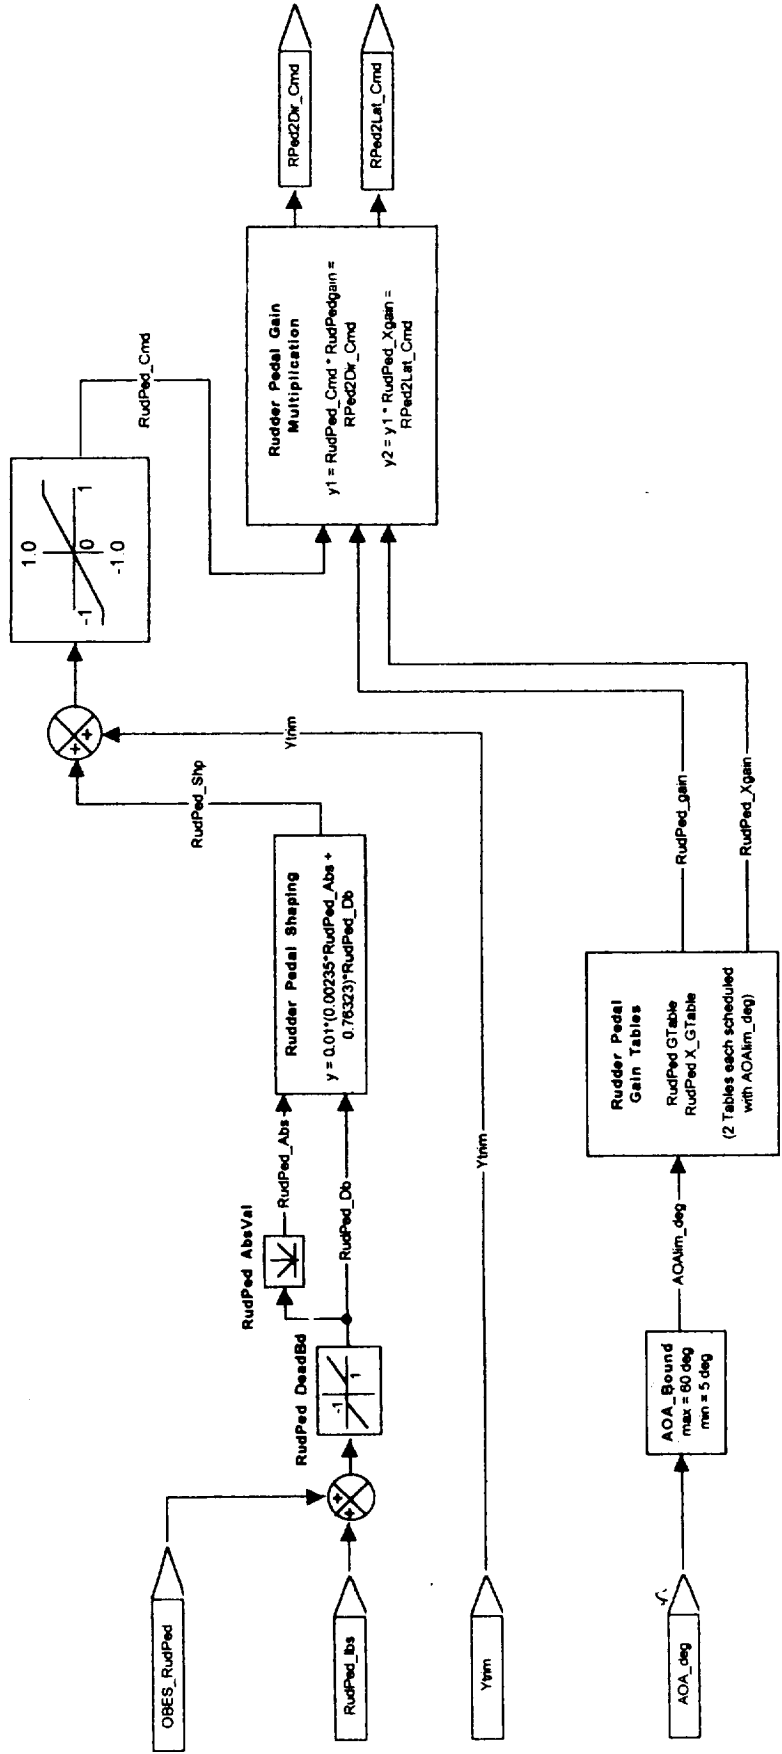 OBES_RudPed
RudPed_lbs
Ytrim
AOA_deg
+
+
RudPed DeadBd
-1
1
RudPed AbsVal
RudPed_Abs
RudPed_Db
Rudder Pedal Shaping
y = 0.01*(0.00235*RudPed_Abs +
0.76323)*RudPed_Db
RudPed_Shp
Ytrim
Ytrim
+
+
1.0
-1
0
1
-1.0
RudPed_Cmd
AOA_Bound
max = 60 deg
min = 5 deg
AOAlim_deg
Rudder Pedal
Gain Tables
RudPed GTable
RudPed X_GTable
(2 Tables each scheduled
with AOAlim_deg)
RudPed_gain
RudPed_Xgain
Rudder Pedal Gain
Multiplication
y1 = RudPed_Cmd * RudPedgain =
RPed2Dir_Cmd
y2 = y1 * RudPed_Xgain =
RPed2Lat_Cmd
RPed2Dir_Cmd
RPed2Lat_Cmd